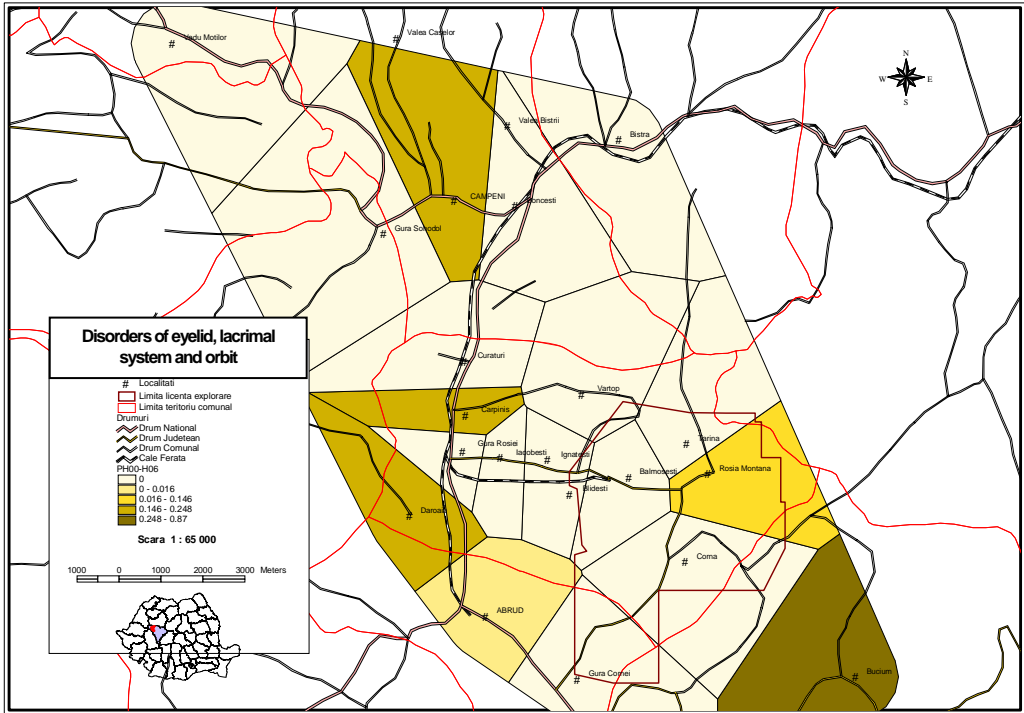 Vadu Motilor
Valea Caselor
N
W E
S
Valea Bistrii
Bistra
CAMPENI
Boncesti
Gura Sohodol
Disorders of eyelid, lacrimal
system and orbit
# Localitati
Limita licenta explorare
Limita teritoriu comunal
Drumuri
Drum National
Drum Judetean
Drum Comunal
Cale Ferata
PH00-H06
0
0 - 0.016
0.016 - 0.146
0.146 - 0.248
0.248 - 0.87
Scara 1 : 65 000
1000 0 1000 2000 3000 Meters
Curaturi
Vartop
Carpinis
Tarina
Gura Rosiei
Iacobesti
Ignatesti
Balmosesti
Rosia Montana
Blidesti
Daroaia
Corna
ABRUD
Gura Cornei
Bucium